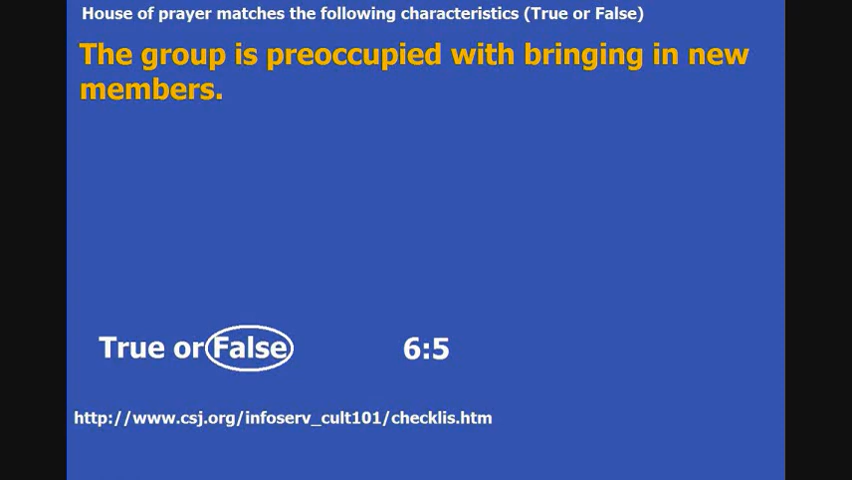 House of prayer matches the following characteristics (True or False)
The group is preoccupied with bringing in new
members.
True or False 6:5
http://www.csj.org/infoserv_cult101/checklis.htm